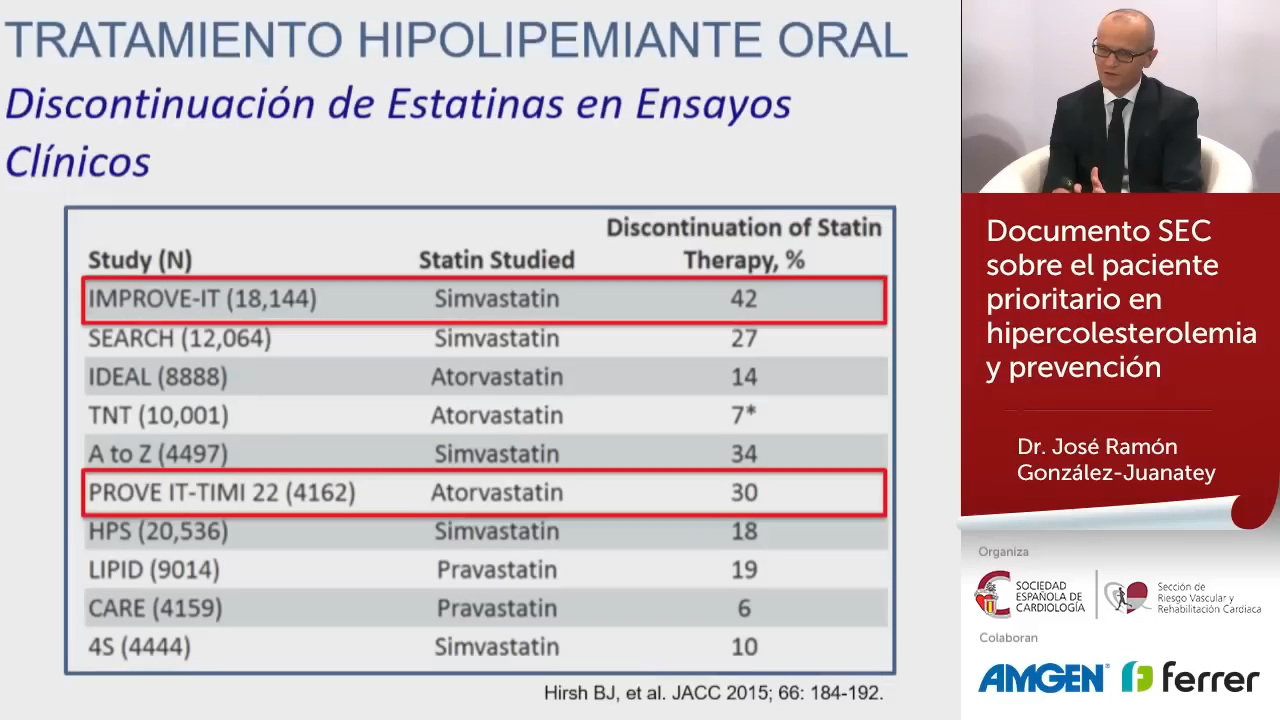 TRATAMIENTO HIPOLIPEMIANTE ORAL
Discontinuación de Estatinas en Ensayos
Clínicos
Discontinuation of Statin
Study (N) Statin Studied Therapy, %
IMPROVE-IT (18,144) Simvastatin 42
SEARCH (12,064) Simvastatin 27
IDEAL (8888) Atorvastatin 14
TNT (10,001) Atorvastatin 7*
A to Z (4497) Simvastatin 34
PROVE IT-TIMI 22 (4162) Atorvastatin 30
HPS (20,536) Simvastatin 18
LIPID (9014) Pravastatin 19
CARE (4159) Pravastatin 6
4S (4444) Simvastatin 10
Hirsh BJ, et al. JACC 2015; 66: 184-192.
Documento SEC
sobre el paciente
prioritario en
hipercolesterolemia
y prevención
Dr. José Ramón
González-Juanatey
Organiza
SOCIEDAD
ESPAÑOLA DE
CARDIOLOGÍA
Sección de
Riesgo Vascular y
Rehabilitación Cardiaca
Colaboran
AMGEN®
ferrer